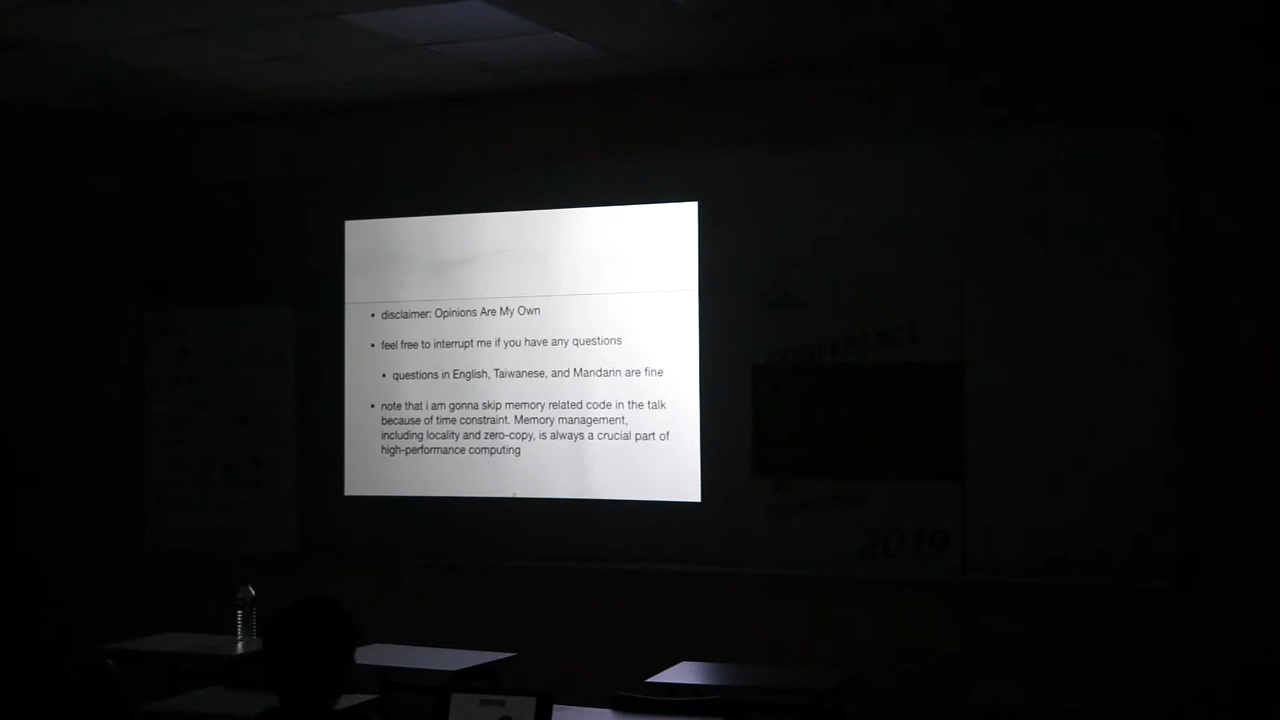 disclaimer: Opinions Are My Own
feel free to interrupt me if you have any questions
questions in English, Taiwanese, and Mandarin are fine
note that i am gonna skip memory related code in the talk
because of time constraint. Memory management,
including locality and zero-copy, is always a crucial part of
high-performance computing
2019